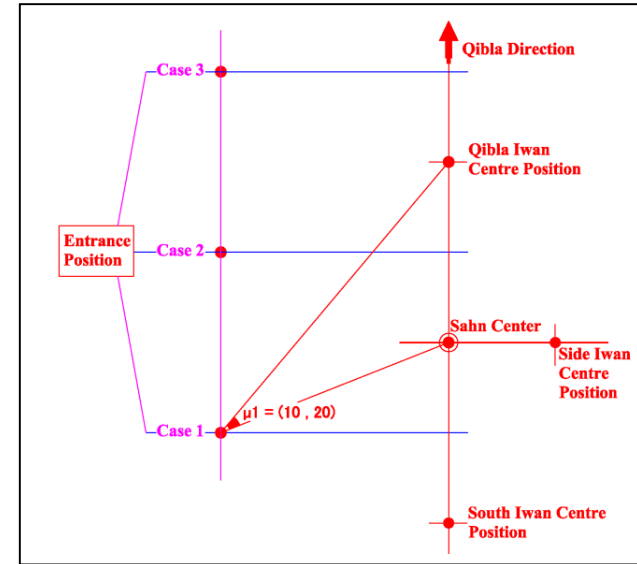 Qibla Direction
Case 3
Qibla Iwan
Centre Position
Entrance
Position
Case 2
Sahn Center
Side Iwan
Centre
Position
μ1 = (10 , 20)
Case 1
South Iwan Centre
Position